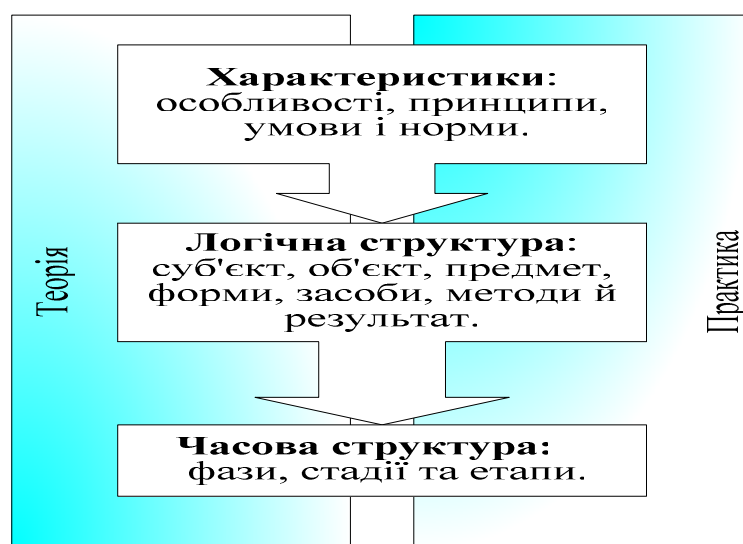 Характеристики:
особливості, принципи,
умови і норми.
Теорія
Логічна структура:
суб'єкт, об'єкт, предмет,
форми, засоби, методи й
результат.
Практика
Часова структура:
фази, стадії та етапи.